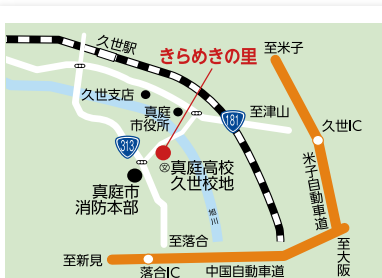 久世駅
きらめきの里
至米子
久世支店
真庭
市役所
181
至津山
久世IC
313
真庭高校
久世校地
米子自動車道
真庭市
消防本部
旭川
至落合
至大阪
至新見
落合IC
中国自動車道